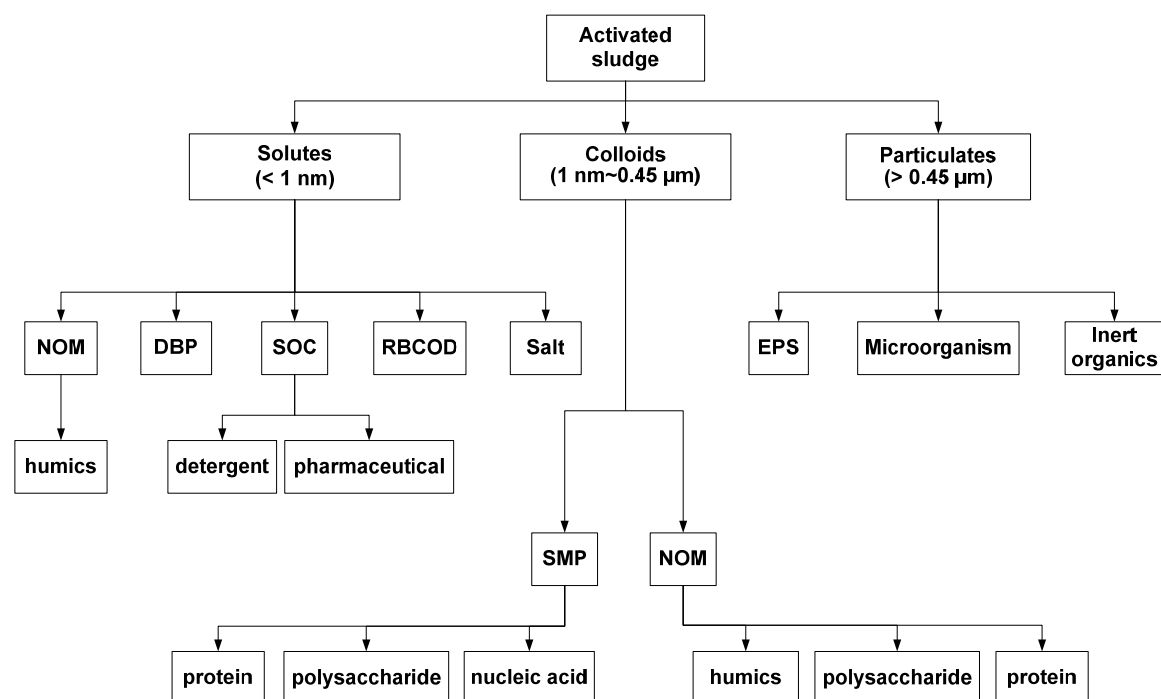 Activated
sludge
Solutes
(< 1 nm)
Colloids
(1 nm~0.45 µm)
Particulates
(> 0.45 µm)
NOM
DBP
SOC
RBCOD
Salt
EPS
Microorganism
Inert
organics
humics
detergent
pharmaceutical
SMP
NOM
protein
polysaccharide
nucleic acid
humics
polysaccharide
protein